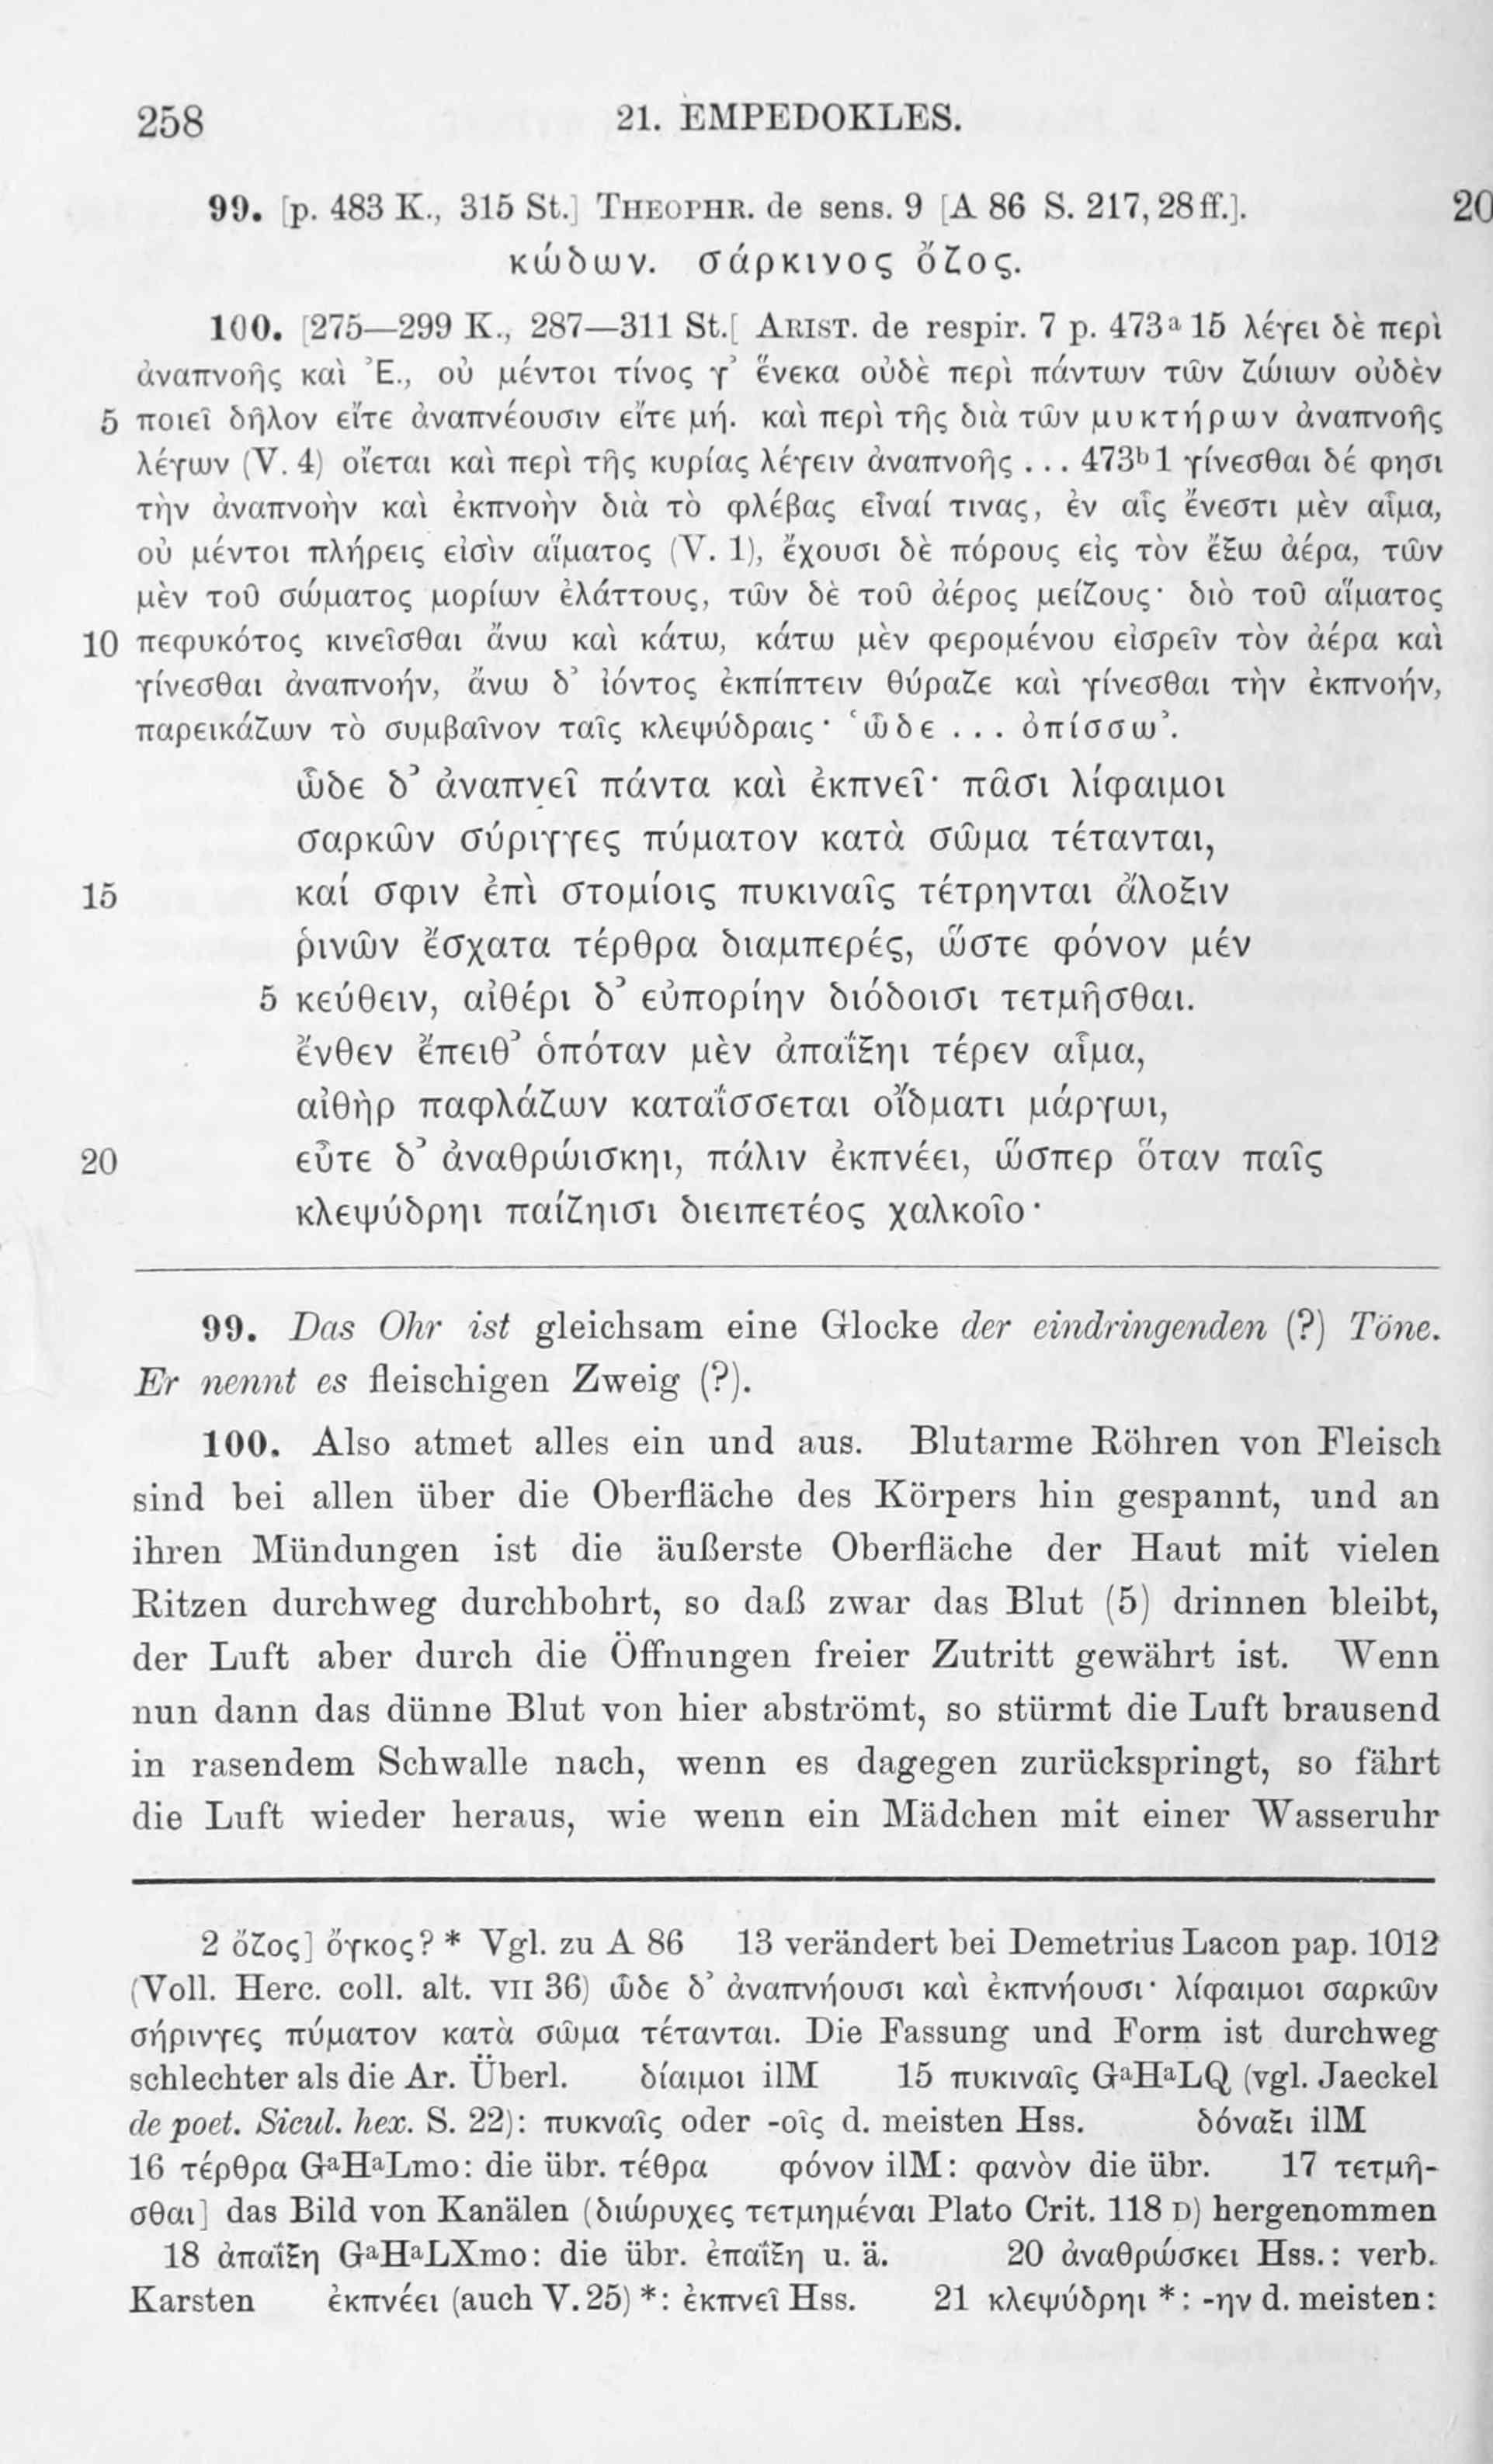 258 21. EMPEDOKLES.
99. [p. 483 K., 315 St.] THEOPHR. de sens. 9 [A 86 S. 217, 28 ff.]. 20
κώδων. σάρκινος ὄζος.
100. [275—299 K., 287—311 St.[ ARIST. de respir. 7 p. 473ª 15 λέγει δὲ περὶ
ἀναπνοῆς καὶ Ἐ., οὐ μέντοι τίνος γ᾽ ἕνεκα οὐδὲ περὶ πάντων τῶν ζώιων οὐδὲν
5 ποιεῖ δῆλον εἴτε ἀναπνέουσιν εἴτε μή. καὶ περὶ τῆς διὰ τῶν μυκτήρων ἀναπνοῆς
λέγων (V. 4) οἴεται καὶ περὶ τῆς κυρίας λέγειν ἀναπνοῆς ... 473ᵇ 1 γίνεσθαι δέ φησι
τὴν ἀναπνοὴν καὶ ἐκπνοὴν διὰ τὸ φλέβας εἶναί τινας, ἐν αἷς ἔνεστι μὲν αἷμα,
οὐ μέντοι πλήρεις εἰσὶν αἵματος (V. 1), ἔχουσι δὲ πόρους εἰς τὸν ἔξω ἀέρα, τῶν
μὲν τοῦ σώματος μορίων ἐλάττους, τῶν δὲ τοῦ ἀέρος μείζους· διὸ τοῦ αἵματος
10 πεφυκότος κινεῖσθαι ἄνω καὶ κάτω, κάτω μὲν φερομένου εἰσρεῖν τὸν ἀέρα καὶ
γίνεσθαι ἀναπνοήν, ἄνω δ᾽ ἰόντος ἐκπίπτειν θύραζε καὶ γίνεσθαι τὴν ἐκπνοήν,
παρεικάζων τὸ συμβαῖνον ταῖς κλεψύδραις· ‘ὧδε ... ὀπίσσω’.
ὧδε δ᾽ ἀναπνεῖ πάντα καὶ ἐκπνεῖ· πᾶσι λίφαιμοι
σαρκῶν σύριγγες πύματον κατὰ σῶμα τέτανται,
15 καί σφιν ἐπὶ στομίοις πυκιναῖς τέτρηνται ἄλοξιν
ῥινῶν ἔσχατα τέρθρα διαμπερές, ὥστε φόνον μέν
5 κεύθειν, αἰθέρι δ᾽ εὐπορίην διόδοισι τετμῆσθαι.
ἔνθεν ἔπειθ᾽ ὁπόταν μὲν ἀπαΐξηι τέρεν αἷμα,
αἰθὴρ παφλάζων καταΐσσεται οἴδματι μάργωι,
20 εὖτε δ᾽ ἀναθρώισκηι, πάλιν ἐκπνέει, ὥσπερ ὅταν παῖς
κλεψύδρηι παίζηισι διειπετέος χαλκοῖο·
99. Das Ohr ist gleichsam eine Glocke der eindringenden (?) Töne.
Er nennt es fleischigen Zweig (?).
100. Also atmet alles ein und aus. Blutarme Röhren von Fleisch
sind bei allen über die Oberfläche des Körpers hin gespannt, und an
ihren Mündungen ist die äußerste Oberfläche der Haut mit vielen
Ritzen durchweg durchbohrt, so daß zwar das Blut (5) drinnen bleibt,
der Luft aber durch die Öffnungen freier Zutritt gewährt ist. Wenn
nun dann das dünne Blut von hier abströmt, so stürmt die Luft brausend
in rasendem Schwalle nach, wenn es dagegen zurückspringt, so fährt
die Luft wieder heraus, wie wenn ein Mädchen mit einer Wasseruhr
2 ὄζος] ὄγκος? * Vgl. zu A 86 13 verändert bei Demetrius Lacon pap. 1012
(Voll. Herc. coll. alt. VII 36) ὧδε δ᾽ ἀναπνήουσι καὶ ἐκπνήουσι· λίφαιμοι σαρκῶν
σήρινγες πύματον κατὰ σῶμα τέτανται. Die Fassung und Form ist durchweg
schlechter als die Ar. Überl. δίαιμοι ilM 15 πυκιναῖς GªHªLQ (vgl. Jaeckel
de poet. Sicul. hex. S. 22): πυκναῖς oder -οῖς d. meisten Hss. δόναξι ilM
16 τέρθρα GªHªLmo: die übr. τέθρα φόνον ilM: φανὸν die übr. 17 τετμῆ-
σθαι] das Bild von Kanälen (διώρυχες τετμημέναι Plato Crit. 118 D) hergenommen
18 ἀπαΐξη GªHªLXmo: die übr. ἐπαΐξη u. ä. 20 ἀναθρώσκει Hss.: verb.
Karsten ἐκπνέει (auch V. 25) *: ἐκπνεῖ Hss. 21 κλεψύδρηι *: -ην d. meisten: